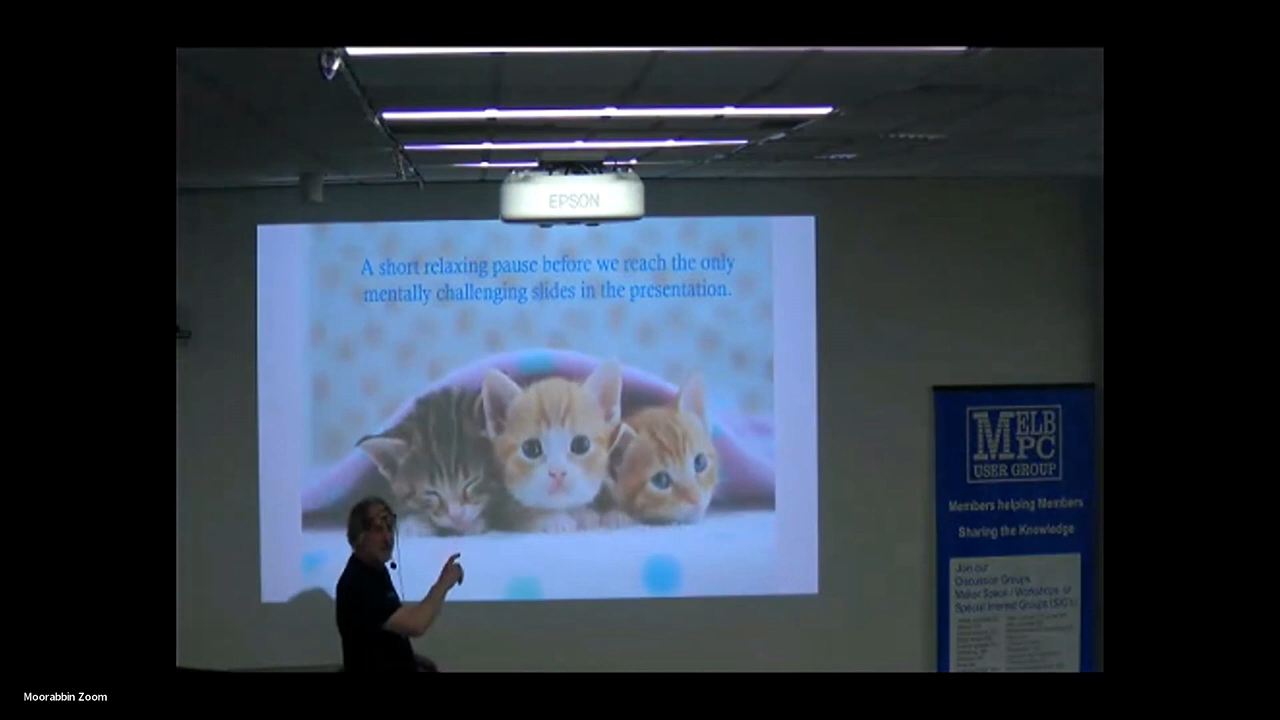 EPSON
A short relaxing pause before we reach the only
mentally challenging slides in the presentation.
MELB
PC
USER GROUP
Members helping Members
Sharing the Knowledge
Join our
Discussion Groups
Maker Space / Workshops or
Special Interest Groups (SIG's)
Moorabbin Zoom